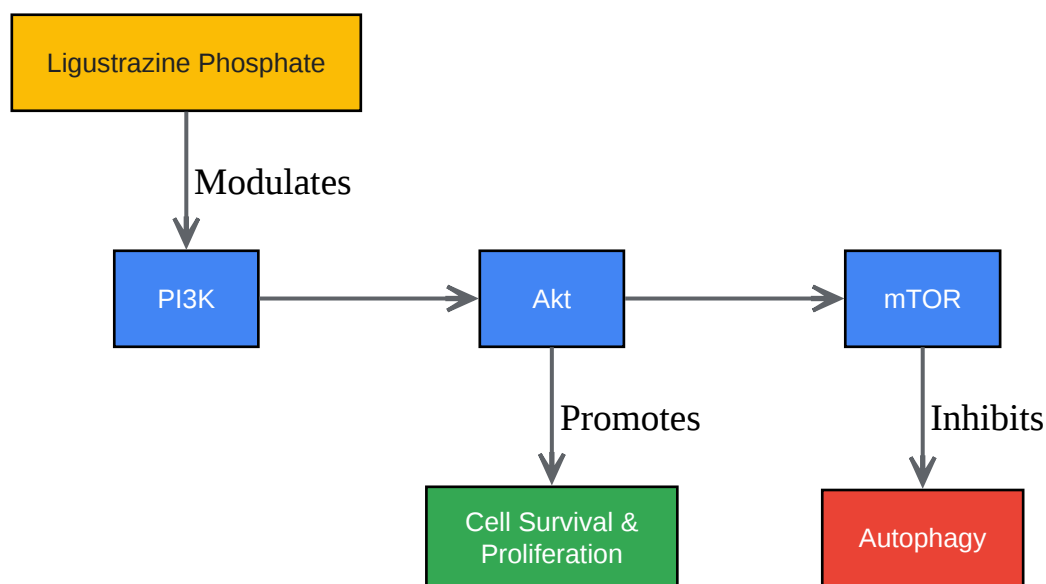 Ligustrazine Phosphate
Modulates
PI3K
Akt
mTOR
Promotes
Inhibits
Cell Survival &
Proliferation
Autophagy